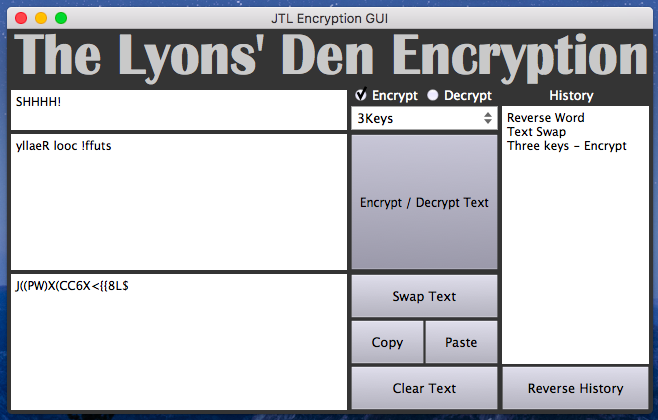 JTL Encryption GUI
The Lyons' Den Encryption
SHHHH!
Encrypt Decrypt
History
3Keys
Reverse Word
Text Swap
Three keys - Encrypt
yllaeR looc !ffuts
Encrypt / Decrypt Text
J((PW)X(CC6X<{{8L$
Swap Text
Copy
Paste
Clear Text
Reverse History